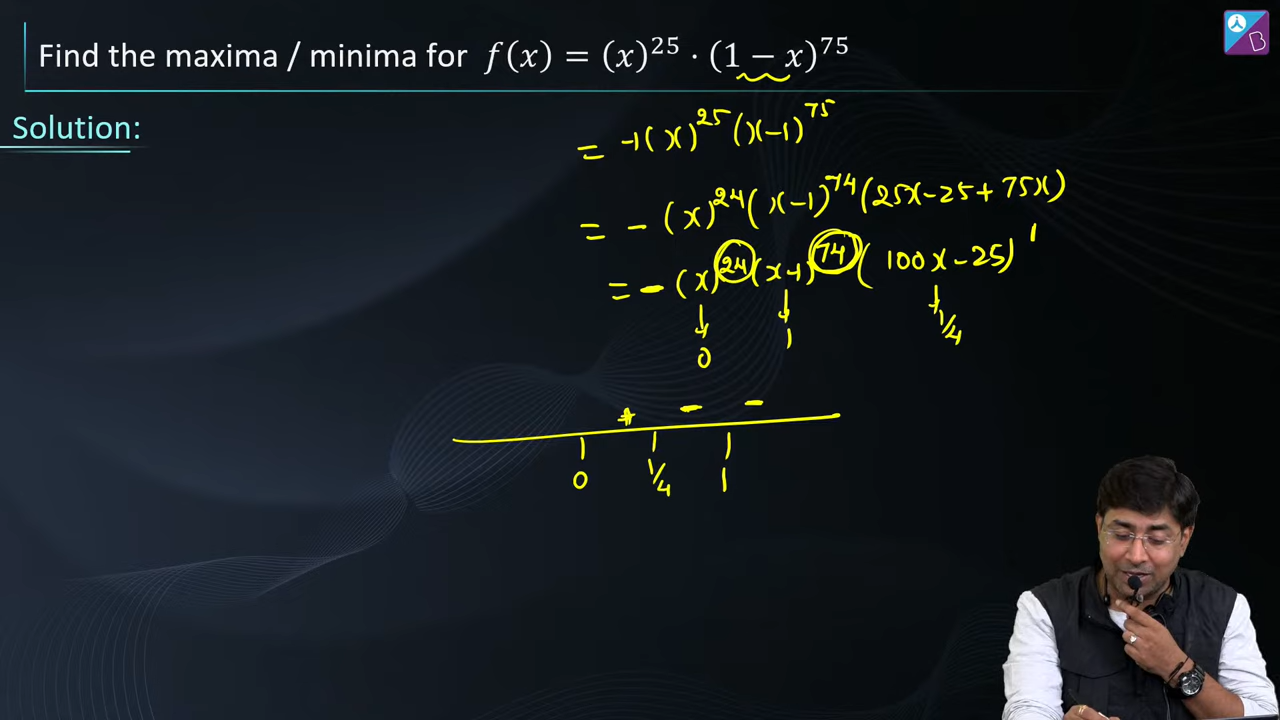 Find the maxima / minima for f(x) = (x)²⁵ · (1 − x)⁷⁵
Solution:
= -1(x)²⁵(x-1)⁷⁵
= -(x)²⁴(x-1)⁷⁴(25x-25+75x)
= -(x)²⁴(x-1)⁷⁴(100x-25)¹
↓ ↓ ↓
0 1 1/4
+ - -
0 1/4 1
B